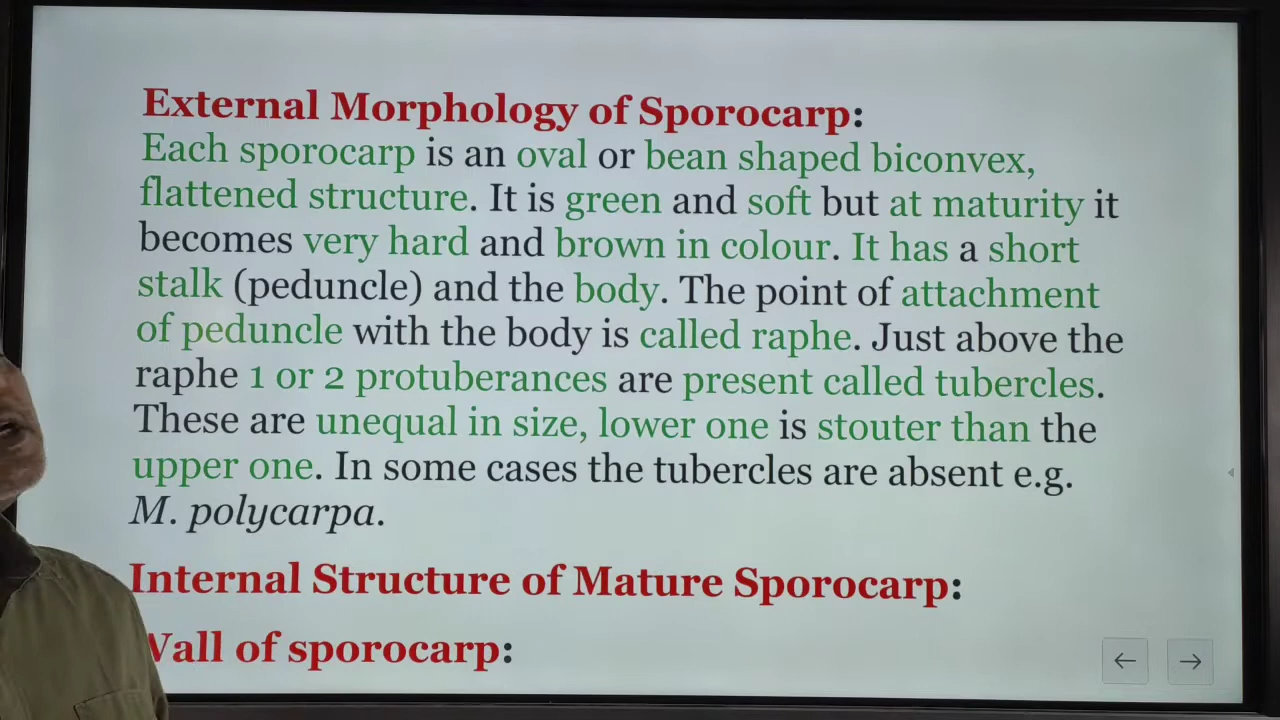 External Morphology of Sporocarp:
Each sporocarp is an oval or bean shaped biconvex,
flattened structure. It is green and soft but at maturity it
becomes very hard and brown in colour. It has a short
stalk (peduncle) and the body. The point of attachment
of peduncle with the body is called raphe. Just above the
raphe 1 or 2 protuberances are present called tubercles.
These are unequal in size, lower one is stouter than the
upper one. In some cases the tubercles are absent e.g.
M. polycarpa.
Internal Structure of Mature Sporocarp:
Wall of sporocarp: